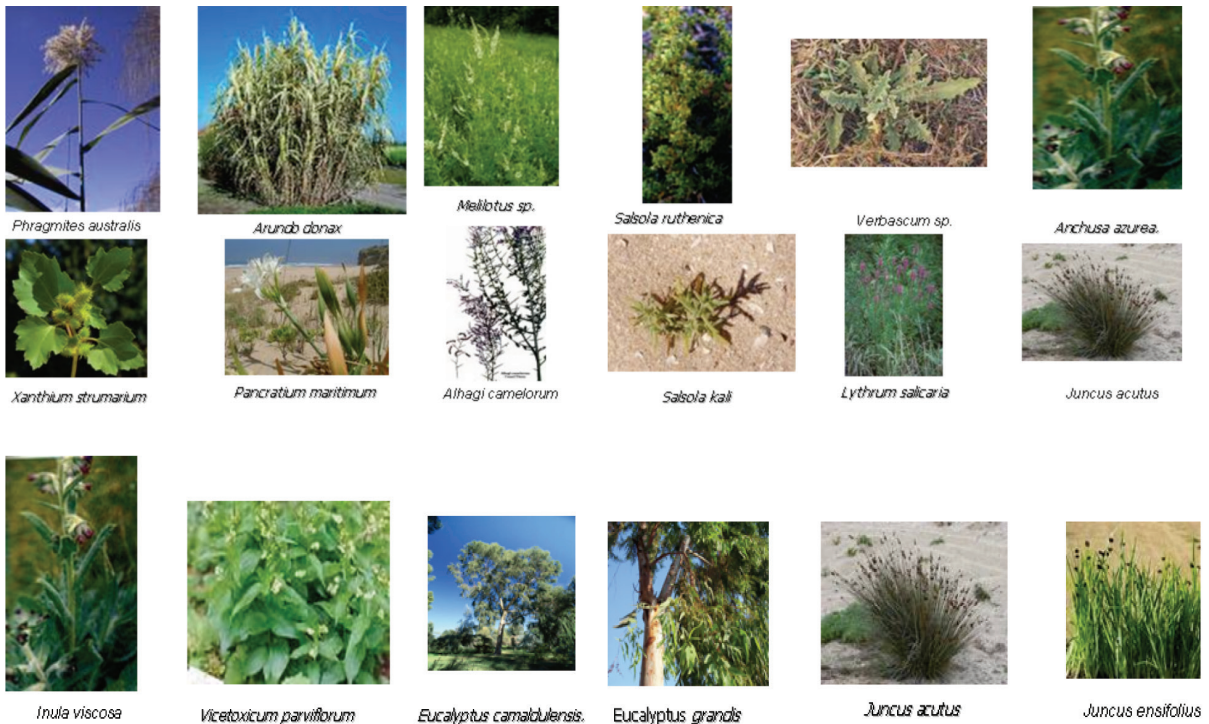 Phragmites australis
Arundo donax
Melilotus sp.
Salsola ruthenica
Verbascum sp.
Anchusa azurea.
Xanthium strumarium
Pancratium maritimum
Alhagi camelorum
Salsola kali
Lythrum salicaria
Juncus acutus
Inula viscosa
Vicetoxicum parviflorum
Eucalyptus camaldulensis.
Eucalyptus grandis
Juncus acutus
Juncus ensifolius